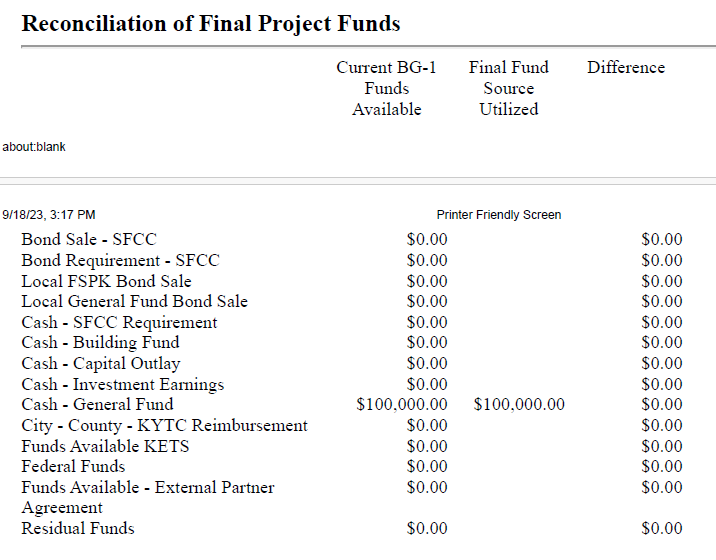 Reconciliation of Final Project Funds
Current BG-1 Final Fund Difference
Funds Source
Available Utilized
about:blank
9/18/23, 3:17 PM Printer Friendly Screen
Bond Sale - SFCC $0.00 $0.00
Bond Requirement - SFCC $0.00 $0.00
Local FSPK Bond Sale $0.00 $0.00
Local General Fund Bond Sale $0.00 $0.00
Cash - SFCC Requirement $0.00 $0.00
Cash - Building Fund $0.00 $0.00
Cash - Capital Outlay $0.00 $0.00
Cash - Investment Earnings $0.00 $0.00
Cash - General Fund $100,000.00 $100,000.00 $0.00
City - County - KYTC Reimbursement $0.00 $0.00
Funds Available KETS $0.00 $0.00
Federal Funds $0.00 $0.00
Funds Available - External Partner $0.00 $0.00
Agreement
Residual Funds $0.00 $0.00